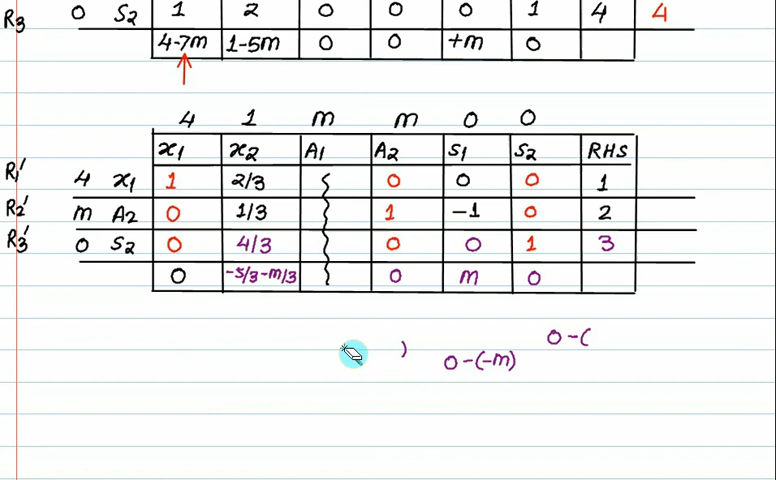 R3 0 S2 1 2 0 0 0 1 4 4
4-7m 1-5m 0 0 +m 0
4 1 m m 0 0
x1 x2 A1 A2 S1 S2 RHS
R1' 4 x1 1 2/3 0 0 0 1
R2' m A2 0 1/3 1 -1 0 2
R3' 0 S2 0 4/3 0 0 1 3
0 -5/3-m/3 0 m 0
0-(
) 0-(-m)